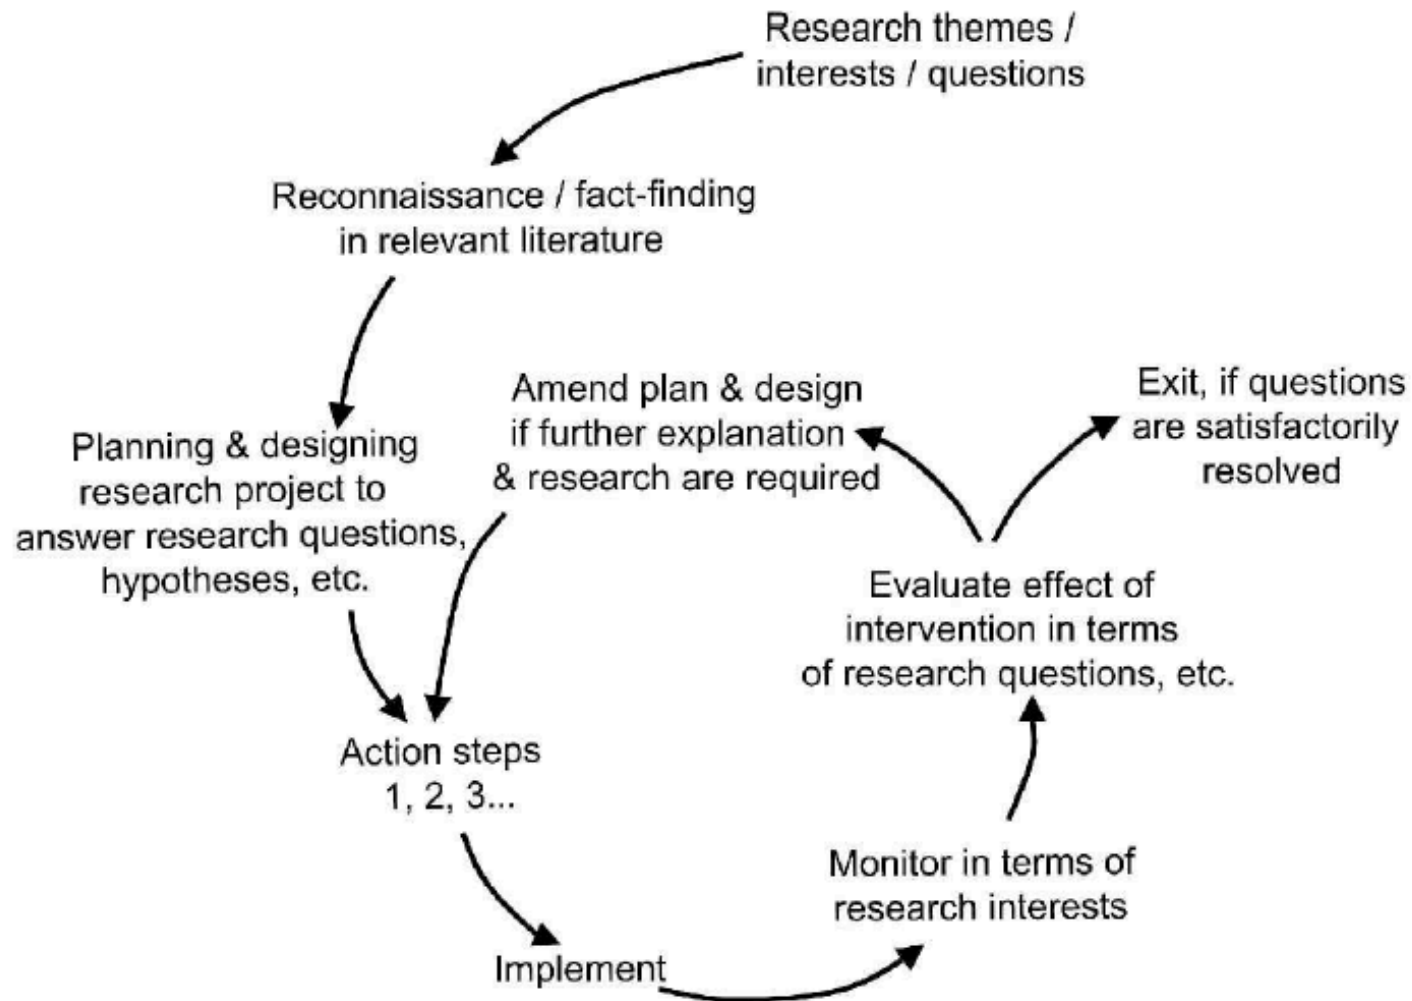 Research themes /
interests / questions
Reconnaissance / fact-finding
in relevant literature
Planning & designing
research project to
answer research questions,
hypotheses, etc.
Amend plan & design
if further explanation
& research are required
Exit, if questions
are satisfactorily
resolved
Evaluate effect of
intervention in terms
of research questions, etc.
Action steps
1, 2, 3...
Monitor in terms of
research interests
Implement